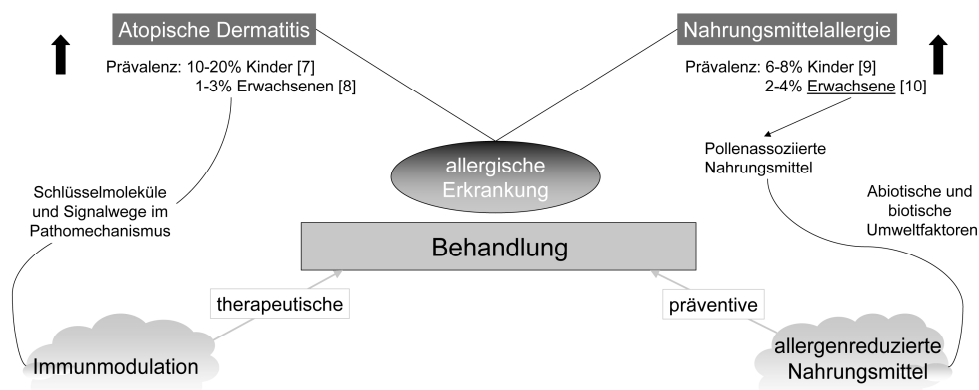 Atopische Dermatitis
Nahrungsmittelallergie
Prävalenz: 10-20% Kinder [7]
1-3% Erwachsenen [8]
Prävalenz: 6-8% Kinder [9]
2-4% Erwachsene [10]
allergische
Erkrankung
Pollenassoziierte
Nahrungsmittel
Schlüsselmoleküle
und Signalwege im
Pathomechanismus
Abiotische und
biotische
Umweltfaktoren
Behandlung
therapeutische
präventive
Immunmodulation
allergenreduzierte
Nahrungsmittel